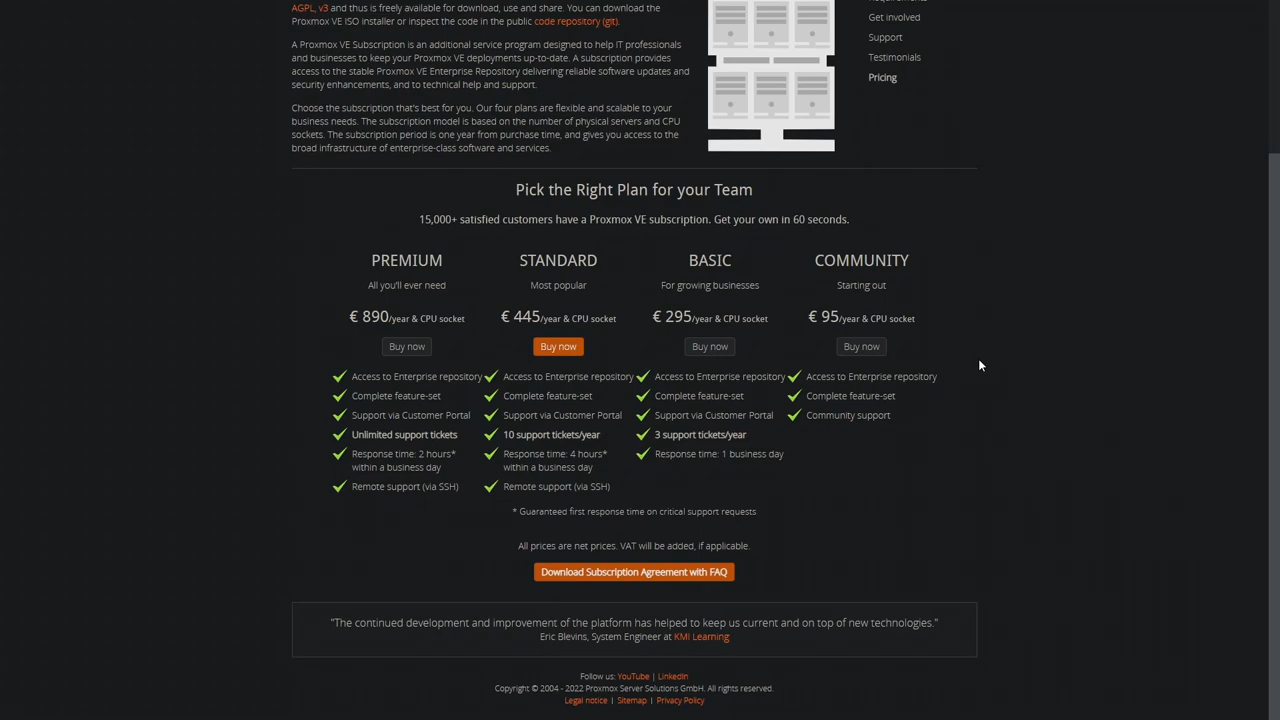 AGPL, v3 and thus is freely available for download, use and share. You can download the
Proxmox VE ISO installer or inspect the code in the public code repository (git).
A Proxmox VE Subscription is an additional service program designed to help IT professionals
and businesses to keep your Proxmox VE deployments up-to-date. A subscription provides
access to the stable Proxmox VE Enterprise Repository delivering reliable software updates and
security enhancements, and to technical help and support.
Choose the subscription that's best for you. Our four plans are flexible and scalable to your
business needs. The subscription model is based on the number of physical servers and CPU
sockets. The subscription period is one year from purchase time, and gives you access to the
broad infrastructure of enterprise-class software and services.
Get involved
Support
Testimonials
Pricing
Pick the Right Plan for your Team
15,000+ satisfied customers have a Proxmox VE subscription. Get your own in 60 seconds.
PREMIUM
All you'll ever need
€ 890/year & CPU socket
Buy now
Access to Enterprise repository
Complete feature-set
Support via Customer Portal
Unlimited support tickets
Response time: 2 hours*
within a business day
Remote support (via SSH)
STANDARD
Most popular
€ 445/year & CPU socket
Buy now
Access to Enterprise repository
Complete feature-set
Support via Customer Portal
10 support tickets/year
Response time: 4 hours*
within a business day
Remote support (via SSH)
BASIC
For growing businesses
€ 295/year & CPU socket
Buy now
Access to Enterprise repository
Complete feature-set
Support via Customer Portal
3 support tickets/year
Response time: 1 business day
COMMUNITY
Starting out
€ 95/year & CPU socket
Buy now
Access to Enterprise repository
Complete feature-set
Community support
* Guaranteed first response time on critical support requests
All prices are net prices. VAT will be added, if applicable.
Download Subscription Agreement with FAQ
"The continued development and improvement of the platform has helped to keep us current and on top of new technologies."
Eric Blevins, System Engineer at KMI Learning
Follow us: YouTube | LinkedIn
Copyright © 2004 - 2022 Proxmox Server Solutions GmbH. All rights reserved.
Legal notice | Sitemap | Privacy Policy